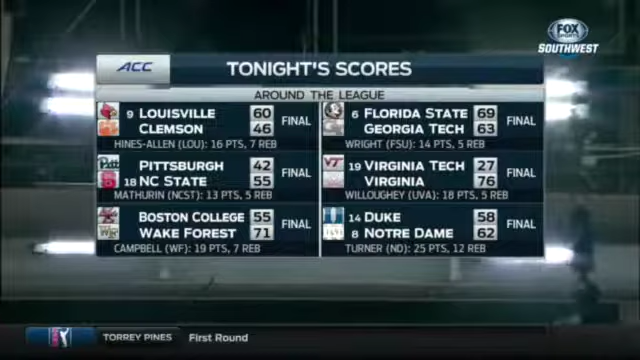 FOX SPORTS
SOUTHWEST
ACC TONIGHT'S SCORES
AROUND THE LEAGUE
9 LOUISVILLE 60
CLEMSON 46
FINAL
HINES-ALLEN (LOU): 16 PTS, 7 REB
PITTSBURGH 42
18 NC STATE 55
FINAL
MATHURIN (NCST): 13 PTS, 5 REB
BOSTON COLLEGE 55
WAKE FOREST 71
FINAL
CAMPBELL (WF): 19 PTS, 7 REB
6 FLORIDA STATE 69
GEORGIA TECH 63
FINAL
WRIGHT (FSU): 14 PTS, 5 REB
19 VIRGINIA TECH 27
VIRGINIA 76
FINAL
WILLOUGHEY (UVA): 18 PTS, 5 REB
14 DUKE 58
8 NOTRE DAME 62
FINAL
TURNER (ND): 25 PTS, 12 REB
TORREY PINES First Round